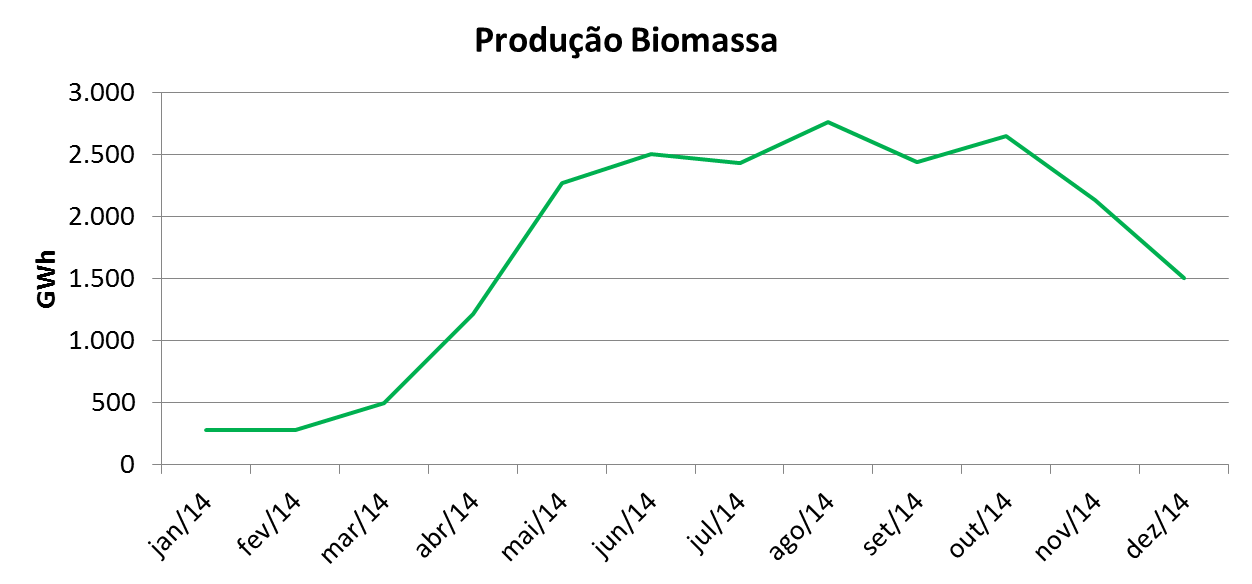 Produção Biomassa
3.000
2.500
2.000
1.500
1.000
500
0
GWh
jan/14
fev/14
mar/14
abr/14
mai/14
jun/14
jul/14
ago/14
set/14
out/14
nov/14
dez/14